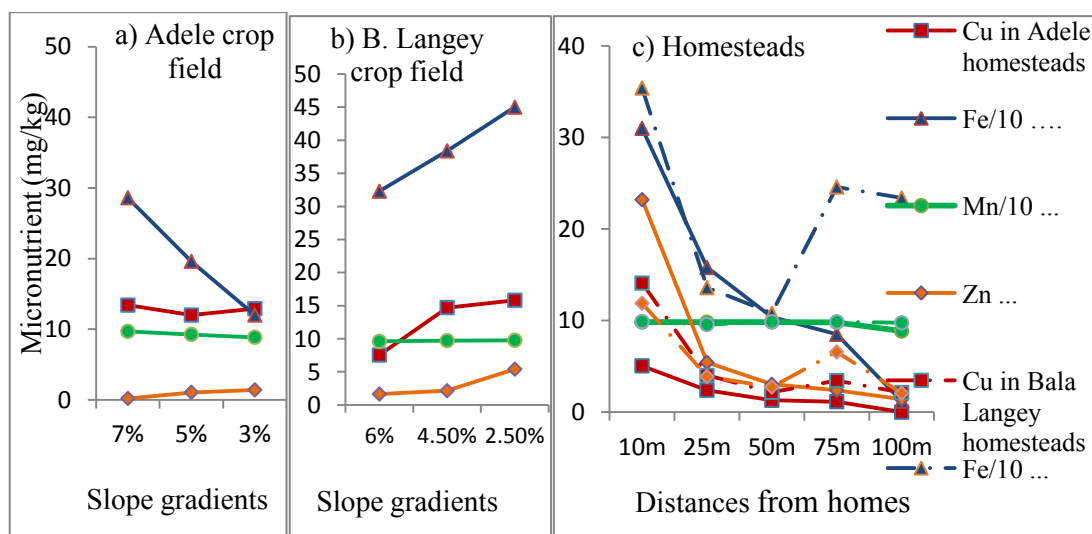 a) Adele crop
field
Micronutrient (mg/kg)
50
40
30
20
10
0
7%
5%
3%
Slope gradients
b) B. Langey
crop field
50
45
40
35
30
25
20
15
10
5
0
6%
4.50%
2.50%
Slope gradients
c) Homesteads
40
30
20
10
0
10m
25m
50m
75m
100m
Distances from homes
Cu in Adele
homesteads
Fe/10 ….
Mn/10 ...
Zn ...
Cu in Bala
Langey
homesteads
Fe/10 ...